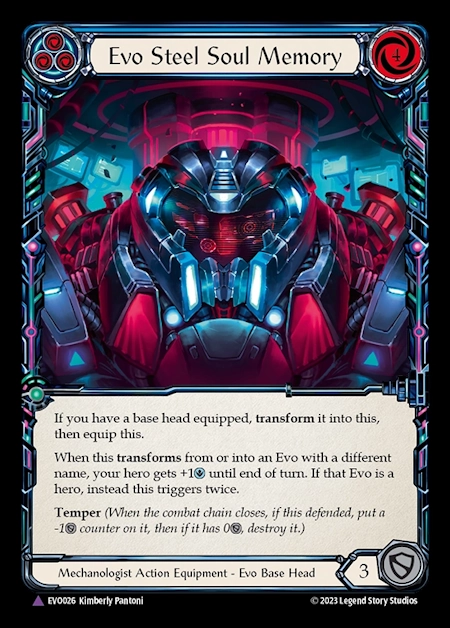 Evo Steel Soul Memory
4
If you have a base head equipped, transform it into this,
then equip this.
When this transforms from or into an Evo with a different
name, your hero gets +1 until end of turn. If that Evo is a
hero, instead this triggers twice.
Temper (When the combat chain closes, if this defended, put a
-1 counter on it, then if it has 0, destroy it.)
Mechanologist Action Equipment - Evo Base Head
3
EVO026 Kimberly Pantoni
© 2023 Legend Story Studios